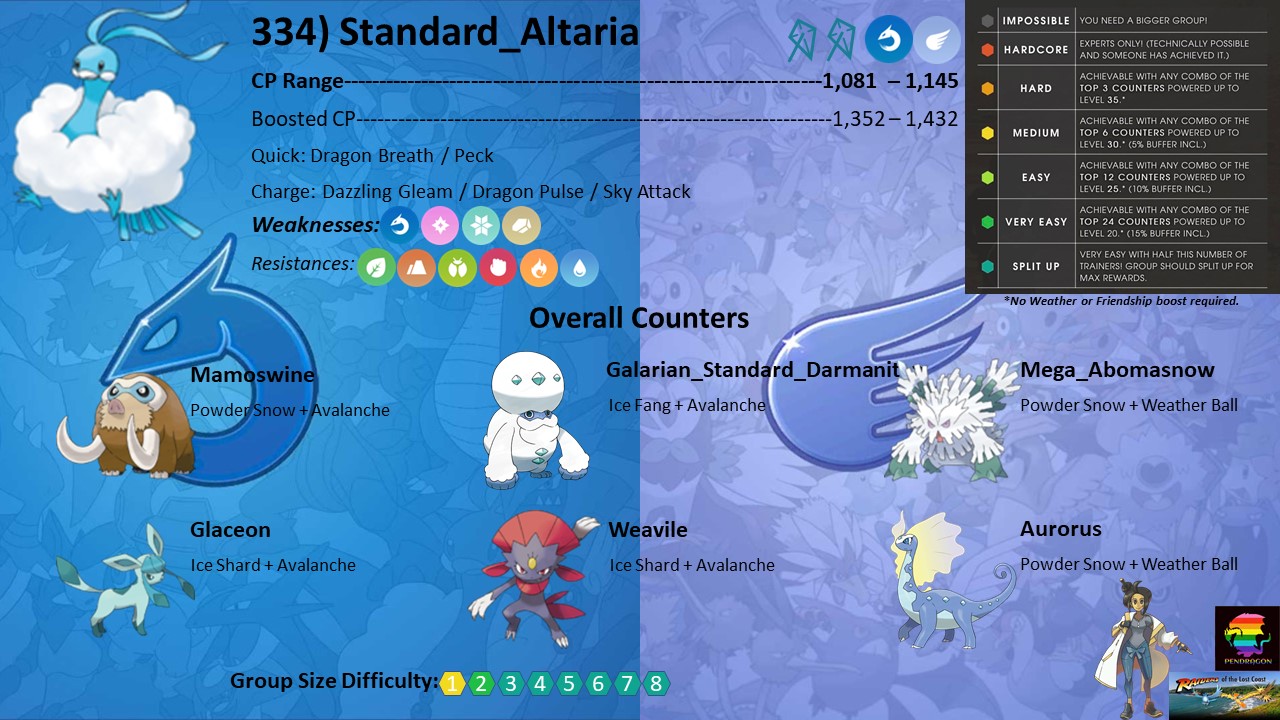 334) Standard_Altaria
CP Range--------------------------------------------------------------------1,081 – 1,145
Boosted CP--------------------------------------------------------------------1,352 – 1,432
Quick: Dragon Breath / Peck
Charge: Dazzling Gleam / Dragon Pulse / Sky Attack
Weaknesses:
Resistances:
IMPOSSIBLE YOU NEED A BIGGER GROUP!
HARDCORE EXPERTS ONLY! (TECHNICALLY POSSIBLE
AND SOMEONE HAS ACHIEVED IT.)
HARD ACHIEVABLE WITH ANY COMBO OF THE
TOP 3 COUNTERS POWERED UP TO
LEVEL 35.*
MEDIUM ACHIEVABLE WITH ANY COMBO OF THE
TOP 6 COUNTERS POWERED UP TO
LEVEL 30.* (5% BUFFER INCL.)
EASY ACHIEVABLE WITH ANY COMBO OF THE
TOP 12 COUNTERS POWERED UP TO
LEVEL 25.* (10% BUFFER INCL.)
VERY EASY ACHIEVABLE WITH ANY COMBO OF THE
TOP 24 COUNTERS POWERED UP TO
LEVEL 20.* (15% BUFFER INCL.)
SPLIT UP VERY EASY WITH HALF THIS NUMBER OF
TRAINERS! GROUP SHOULD SPLIT UP FOR
MAX REWARDS.
*No Weather or Friendship boost required.
Overall Counters
Mamoswine
Powder Snow + Avalanche
Galarian_Standard_Darmanit
Ice Fang + Avalanche
Mega_Abomasnow
Powder Snow + Weather Ball
Glaceon
Ice Shard + Avalanche
Weavile
Ice Shard + Avalanche
Aurorus
Powder Snow + Weather Ball
Group Size Difficulty: 1 2 3 4 5 6 7 8
PENDRAGON
RAIDERS of the Lost Coast